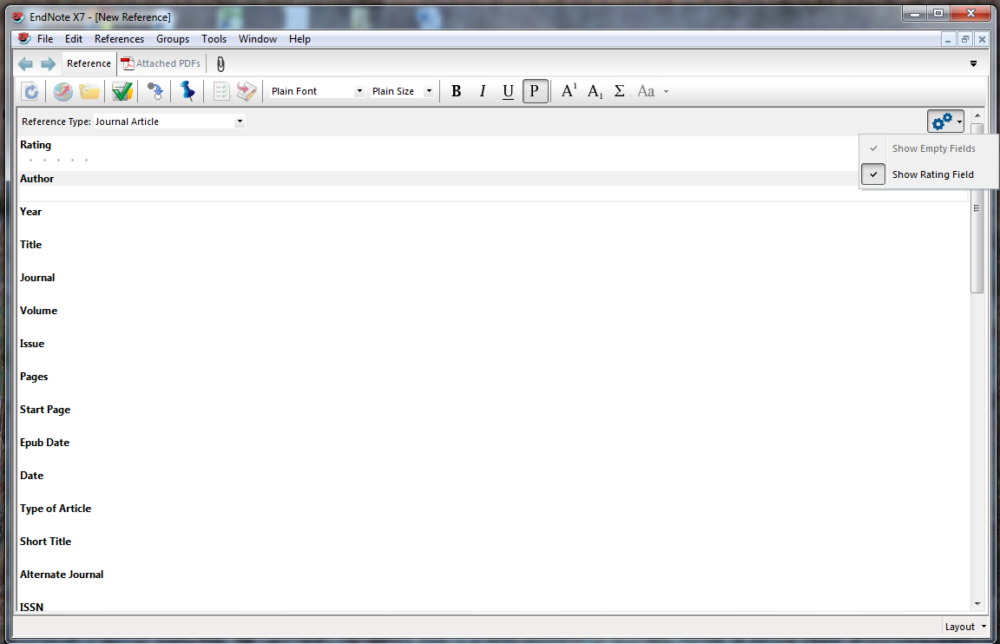 EndNote X7 - [New Reference]
File Edit References Groups Tools Window Help
Reference Attached PDFs
Plain Font Plain Size B I U P A¹ A₁ Σ Aa
Reference Type: Journal Article
Rating
Show Empty Fields
Show Rating Field
Author
Year
Title
Journal
Volume
Issue
Pages
Start Page
Epub Date
Date
Type of Article
Short Title
Alternate Journal
ISSN
Layout